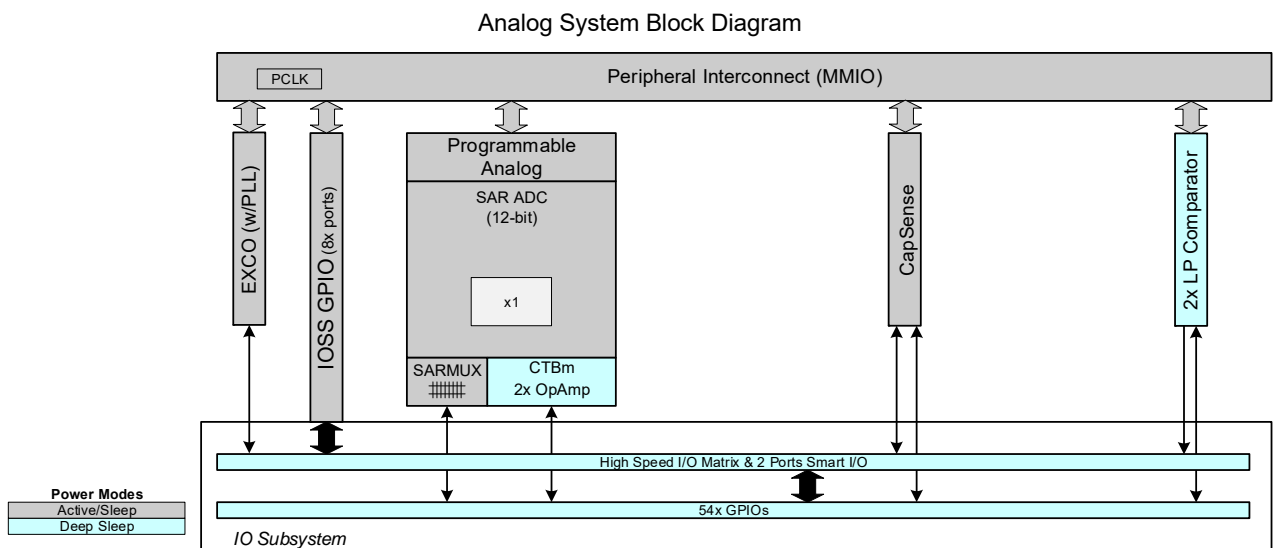 Analog System Block Diagram
Peripheral Interconnect (MMIO)
PCLK
EXCO (w/PLL)
IOSS GPIO (8x ports)
Programmable
Analog
SAR ADC
(12-bit)
x1
SARMUX
CTBm
2x OpAmp
CapSense
2x LP Comparator
High Speed I/O Matrix & 2 Ports Smart I/O
54x GPIOs
IO Subsystem
Power Modes
Active/Sleep
Deep Sleep